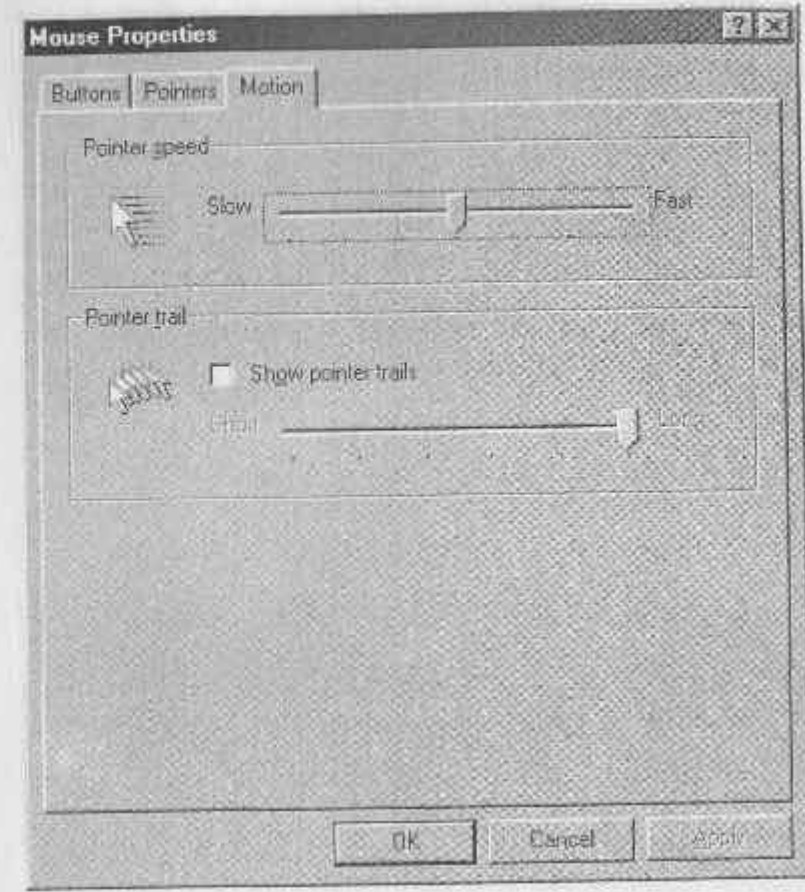 Mouse Properties
Buttons Pointers Motion
Pointer speed
Slow Fast
Pointer trail
Show pointer trails
Short Long
OK Cancel Apply